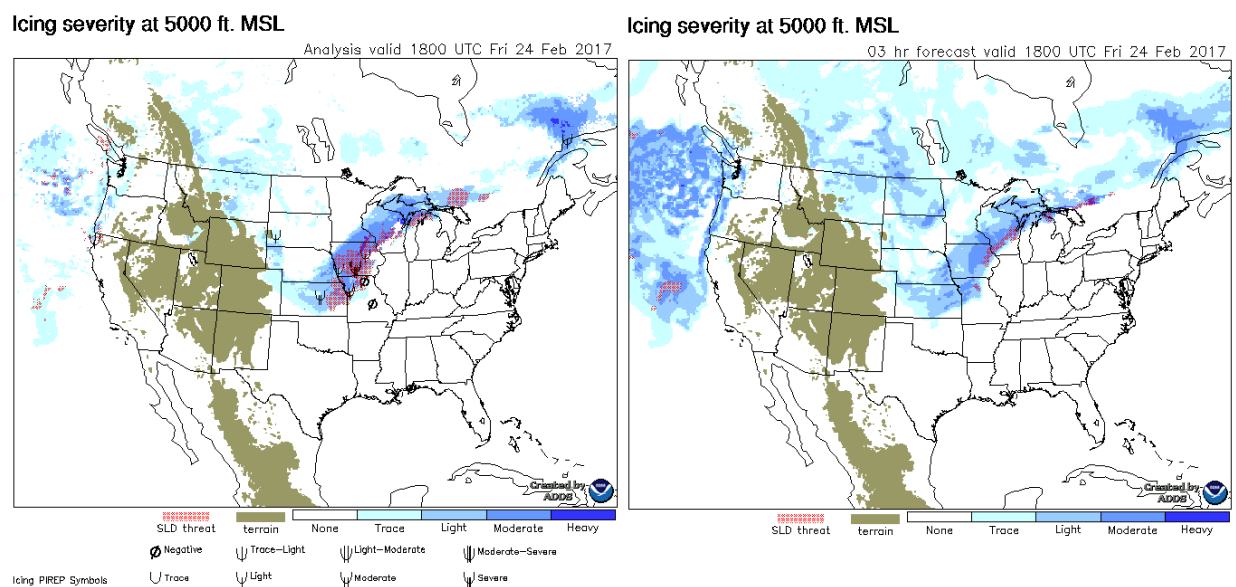 Icing severity at 5000 ft. MSL
Analysis valid 1800 UTC Fri 24 Feb 2017
Created by
ADDS
SLD threat
terrain
None
Trace
Light
Moderate
Heavy
Negative
Trace-Light
Light-Moderate
Moderate-Severe
Icing PIREP Symbols
Trace
Light
Moderate
Severe
Icing severity at 5000 ft. MSL
03 hr forecast valid 1800 UTC Fri 24 Feb 2017
Created by
ADDS
SLD threat
terrain
None
Trace
Light
Moderate
Heavy